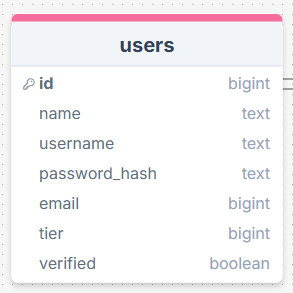 users
id bigint
name text
username text
password_hash text
email bigint
tier bigint
verified boolean